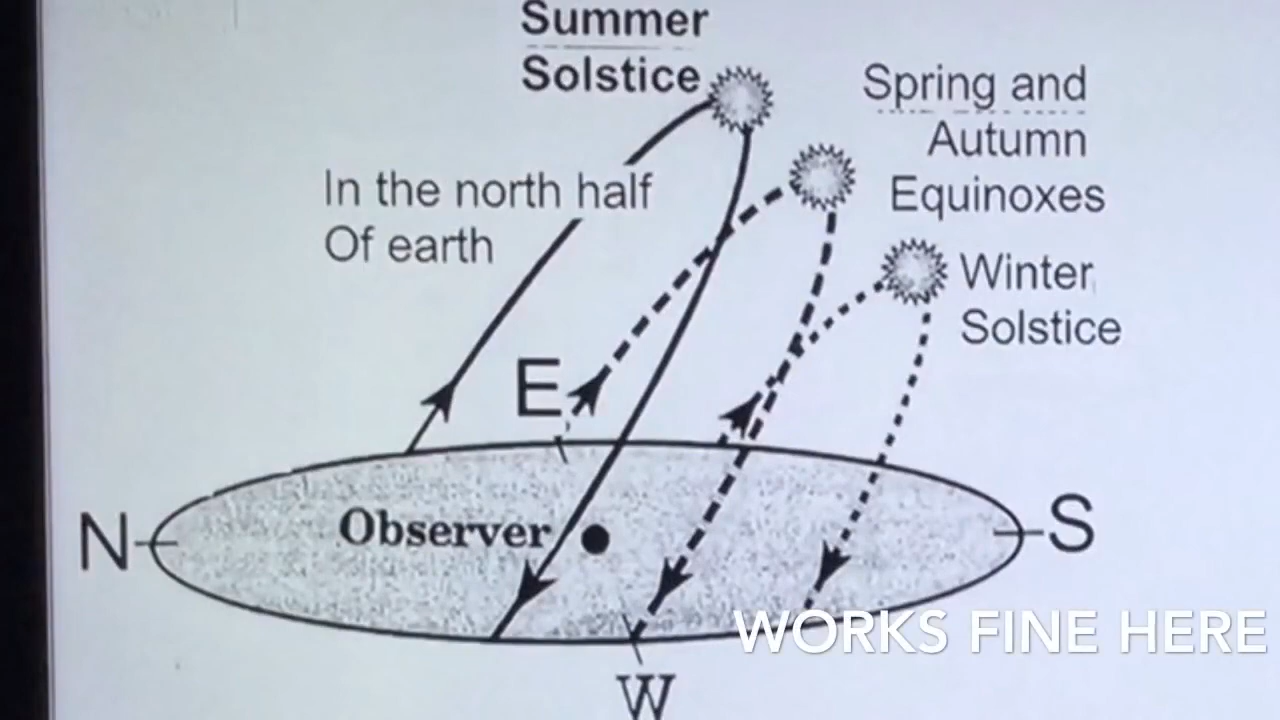 Summer
Solstice
Spring and
Autumn
Equinoxes
In the north half
Of earth
Winter
Solstice
E
N
S
Observer
W
WORKS FINE HERE